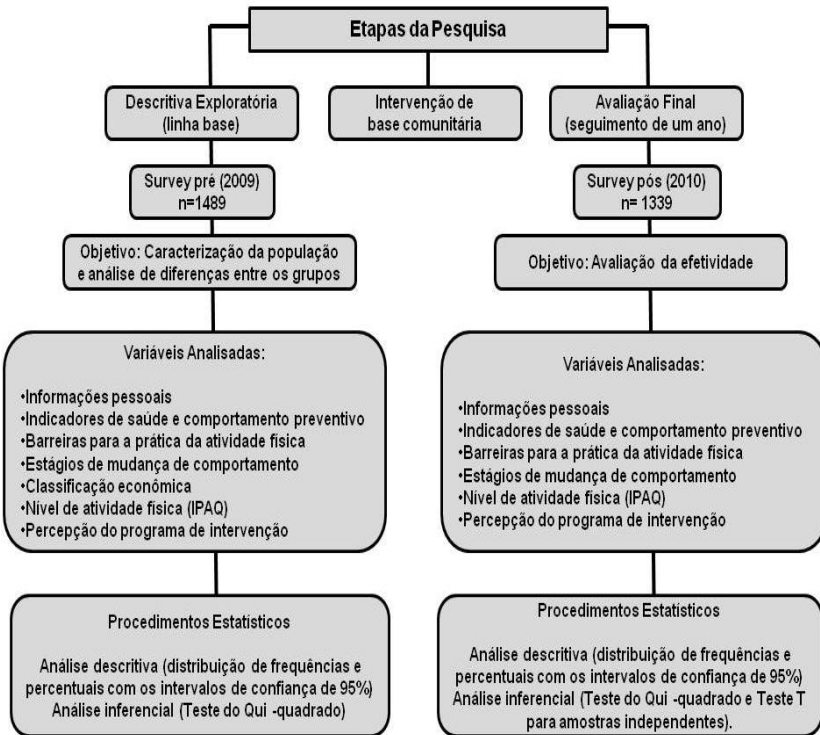 Etapas da Pesquisa
Descritiva Exploratória
(linha base)
Intervenção de
base comunitária
Avaliação Final
(seguimento de um ano)
Survey pré (2009)
n=1489
Survey pós (2010)
n= 1339
Objetivo: Caracterização da população
e análise de diferenças entre os grupos
Objetivo: Avaliação da efetividade
Variáveis Analisadas:
•Informações pessoais
•Indicadores de saúde e comportamento preventivo
•Barreiras para a prática da atividade física
•Estágios de mudança de comportamento
•Classificação econômica
•Nível de atividade física (IPAQ)
•Percepção do programa de intervenção
Variáveis Analisadas:
•Informações pessoais
•Indicadores de saúde e comportamento preventivo
•Barreiras para a prática da atividade física
•Estágios de mudança de comportamento
•Nível de atividade física (IPAQ)
•Percepção do programa de intervenção
Procedimentos Estatísticos
Análise descritiva (distribuição de frequências e
percentuais com os intervalos de confiança de 95%)
Análise inferencial (Teste do Qui -quadrado)
Procedimentos Estatísticos
Análise descritiva (distribuição de frequências e
percentuais com os intervalos de confiança de 95%)
Análise inferencial (Teste do Qui -quadrado e Teste T
para amostras independentes).